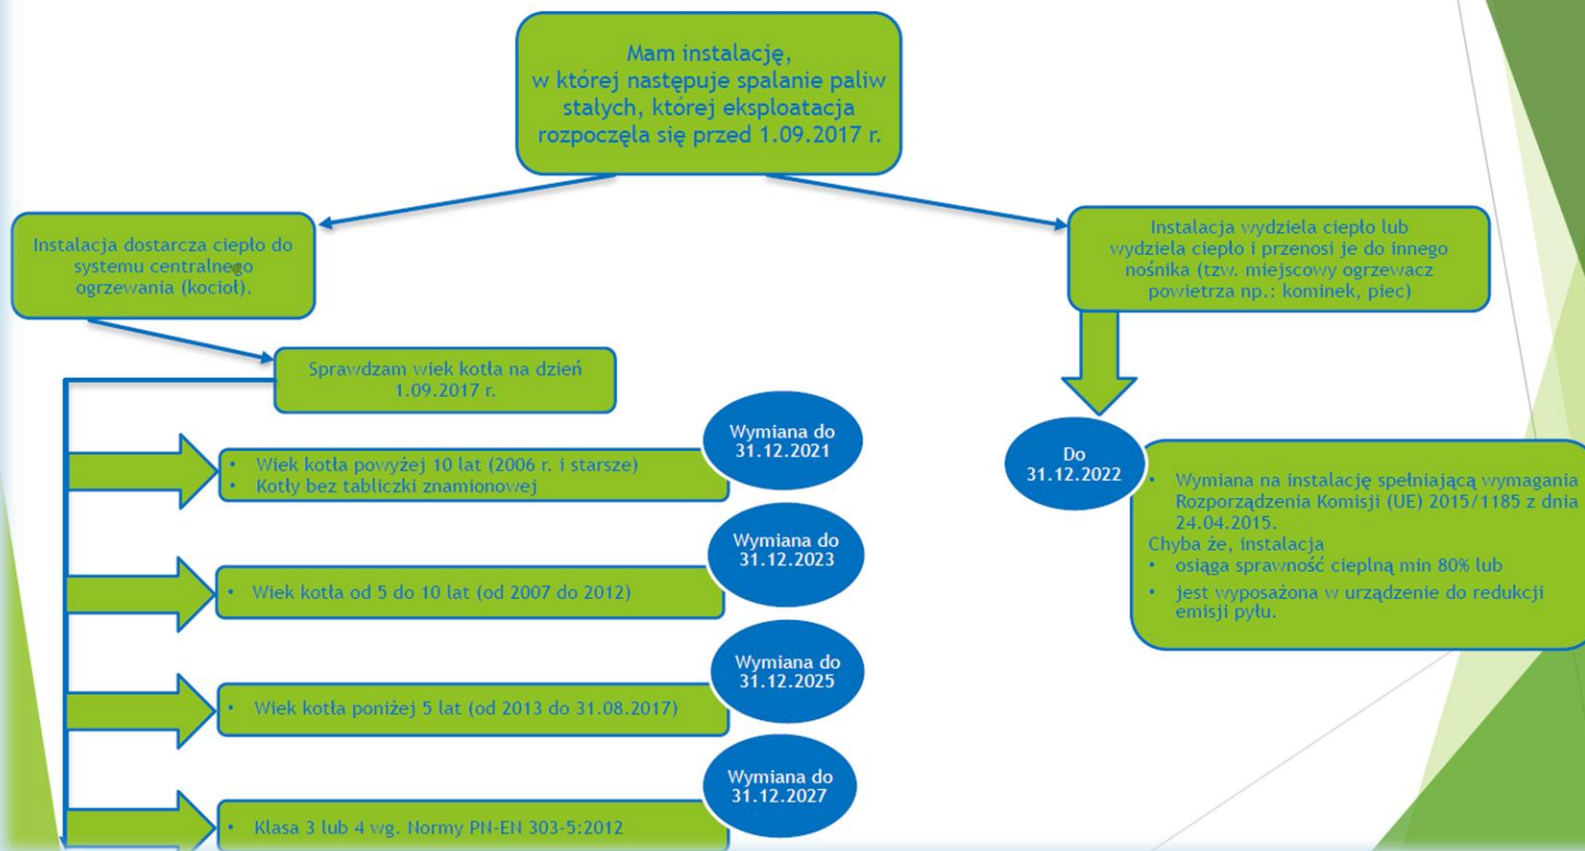 Mam instalację,
w której następuje spalanie paliw
stałych, której eksploatacja
rozpoczęła się przed 1.09.2017 r.
Instalacja dostarcza ciepło do
systemu centralnego
ogrzewania (kocioł).
Instalacja wydziela ciepło lub
wydziela ciepło i przenosi je do innego
nośnika (tzw. miejscowy ogrzewacz
powietrza np.: kominek, piec)
Sprawdzam wiek kotła na dzień
1.09.2017 r.
Wymiana do
31.12.2021
• Wiek kotła powyżej 10 lat (2006 r. i starsze)
• Kotły bez tabliczki znamionowej
Wymiana do
31.12.2023
• Wiek kotła od 5 do 10 lat (od 2007 do 2012)
Wymiana do
31.12.2025
• Wiek kotła poniżej 5 lat (od 2013 do 31.08.2017)
Wymiana do
31.12.2027
• Klasa 3 lub 4 wg. Normy PN-EN 303-5:2012
Do
31.12.2022
• Wymiana na instalację spełniającą wymagania
Rozporządzenia Komisji (UE) 2015/1185 z dnia
24.04.2015.
Chyba że, instalacja
• osiąga sprawność cieplną min 80% lub
• jest wyposażona w urządzenie do redukcji
emisji pyłu.